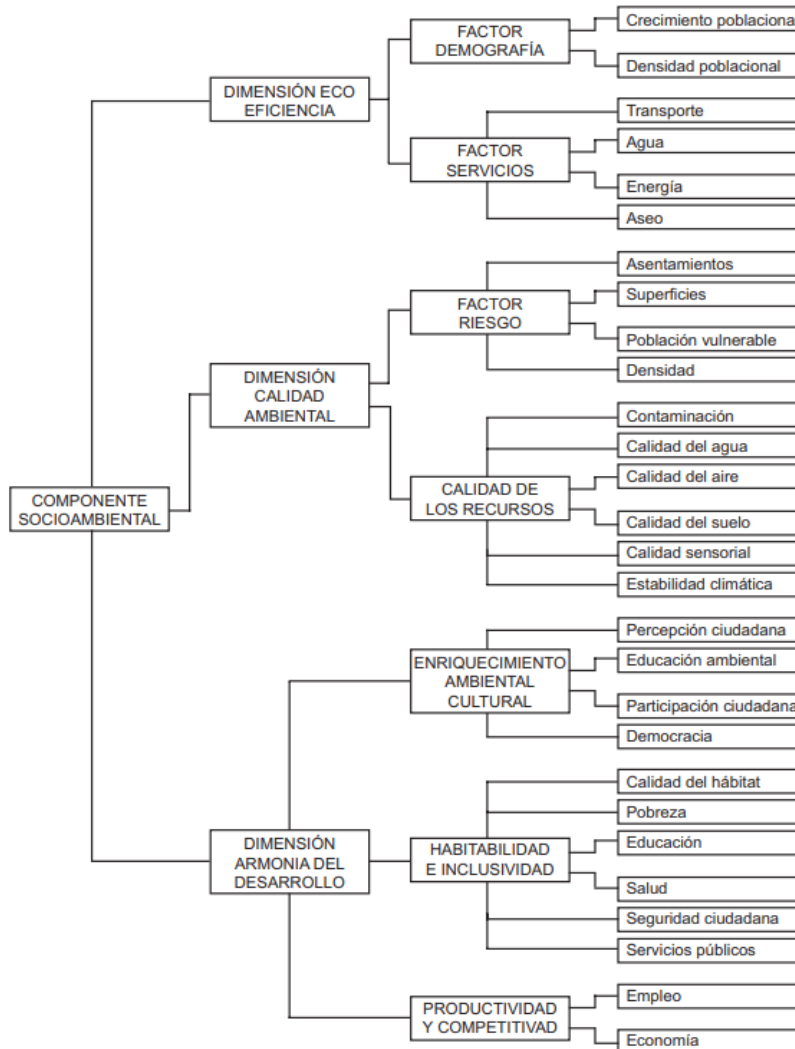 COMPONENTE
SOCIOAMBIENTAL
DIMENSIÓN ECO
EFICIENCIA
FACTOR
DEMOGRAFÍA
Crecimiento poblacional
Densidad poblacional
FACTOR
SERVICIOS
Transporte
Agua
Energía
Aseo
DIMENSIÓN
CALIDAD
AMBIENTAL
FACTOR
RIESGO
Asentamientos
Superficies
Población vulnerable
Densidad
CALIDAD DE
LOS RECURSOS
Contaminación
Calidad del agua
Calidad del aire
Calidad del suelo
Calidad sensorial
Estabilidad climática
DIMENSIÓN
ARMONIA DEL
DESARROLLO
ENRIQUECIMIENTO
AMBIENTAL
CULTURAL
Percepción ciudadana
Educación ambiental
Participación ciudadana
Democracia
HABITABILIDAD
E INCLUSIVIDAD
Calidad del hábitat
Pobreza
Educación
Salud
Seguridad ciudadana
Servicios públicos
PRODUCTIVIDAD
Y COMPETITIVAD
Empleo
Economía